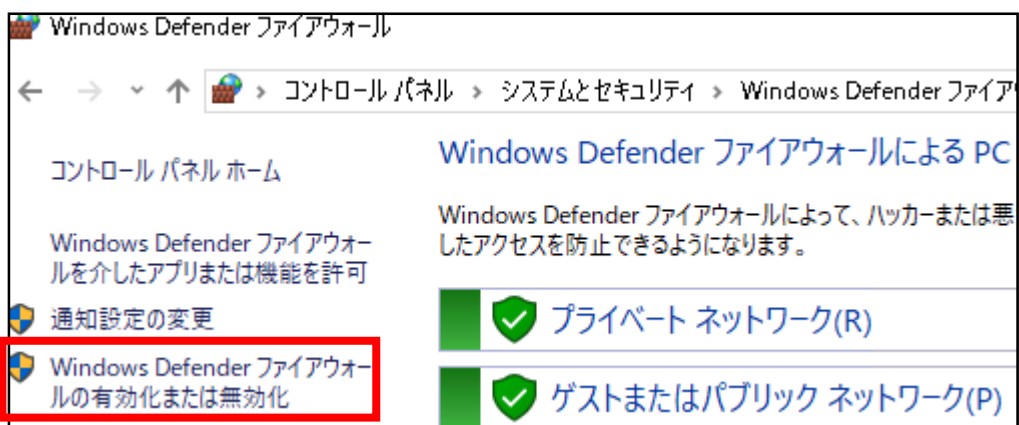 Windows Defender ファイアウォール
コントロール パネル > システムとセキュリティ > Windows Defender ファイア
コントロール パネル ホーム
Windows Defender ファイアウォー
ルを介したアプリまたは機能を許可
通知設定の変更
Windows Defender ファイアウォー
ルの有効化または無効化
Windows Defender ファイアウォールによる PC
Windows Defender ファイアウォールによって、ハッカーまたは悪
したアクセスを防止できるようになります。
プライベート ネットワーク(R)
ゲストまたはパブリック ネットワーク(P)